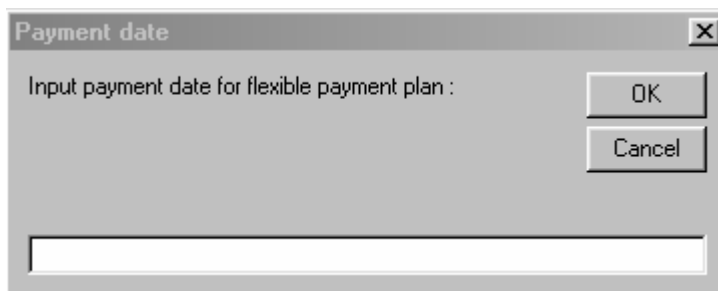 Payment date
Input payment date for flexible payment plan :
OK
Cancel